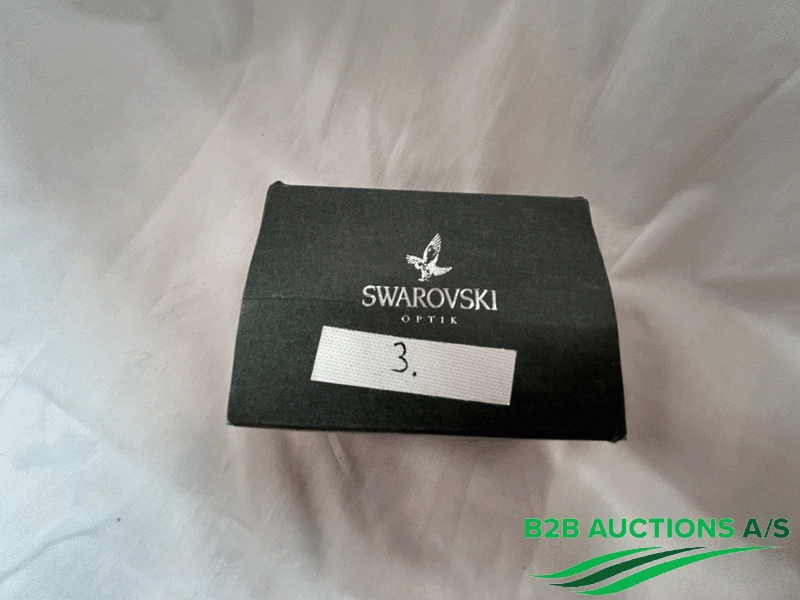 SWAROVSKI
OPTIK
3.
B2B AUCTIONS A/S